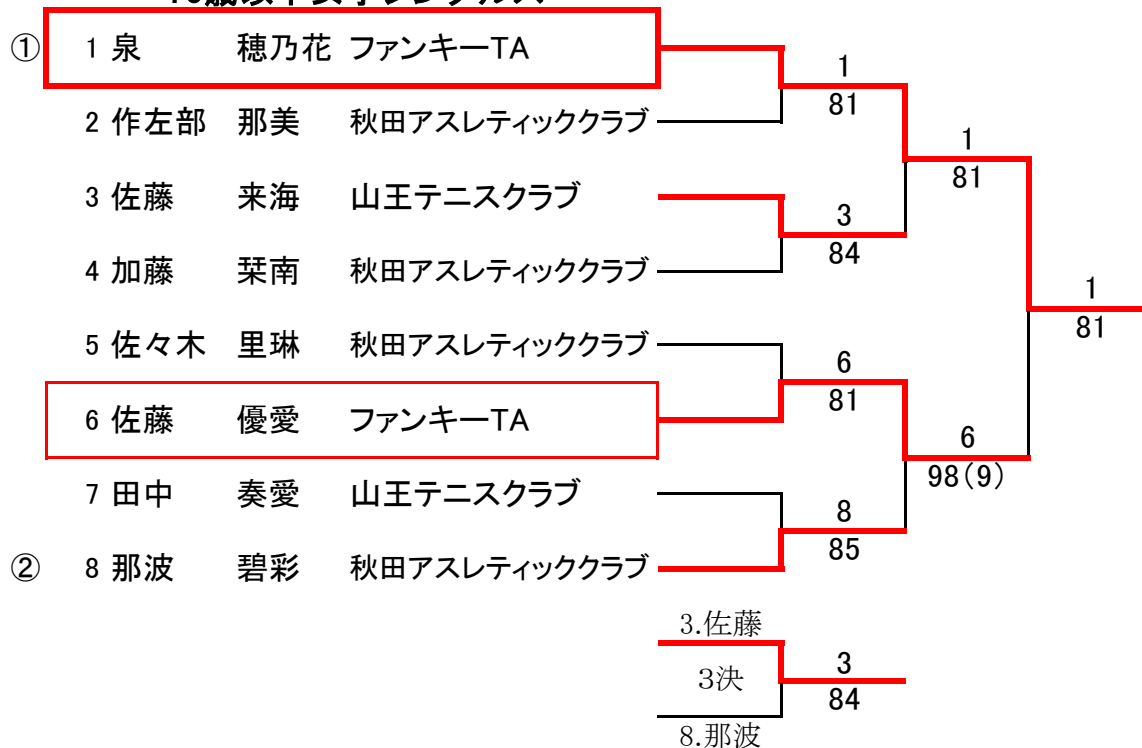 ① 1 泉 穂乃花 ファンキーTA
2 作左部 那美 秋田アスレティッククラブ
3 佐藤 来海 山王テニスクラブ
4 加藤 栞南 秋田アスレティッククラブ
5 佐々木 里琳 秋田アスレティッククラブ
6 佐藤 優愛 ファンキーTA
7 田中 奏愛 山王テニスクラブ
② 8 那波 碧彩 秋田アスレティッククラブ
1
81
3
84
6
81
8
85
1
81
6
98(9)
1
81
3.佐藤
3決
8.那波
3
84